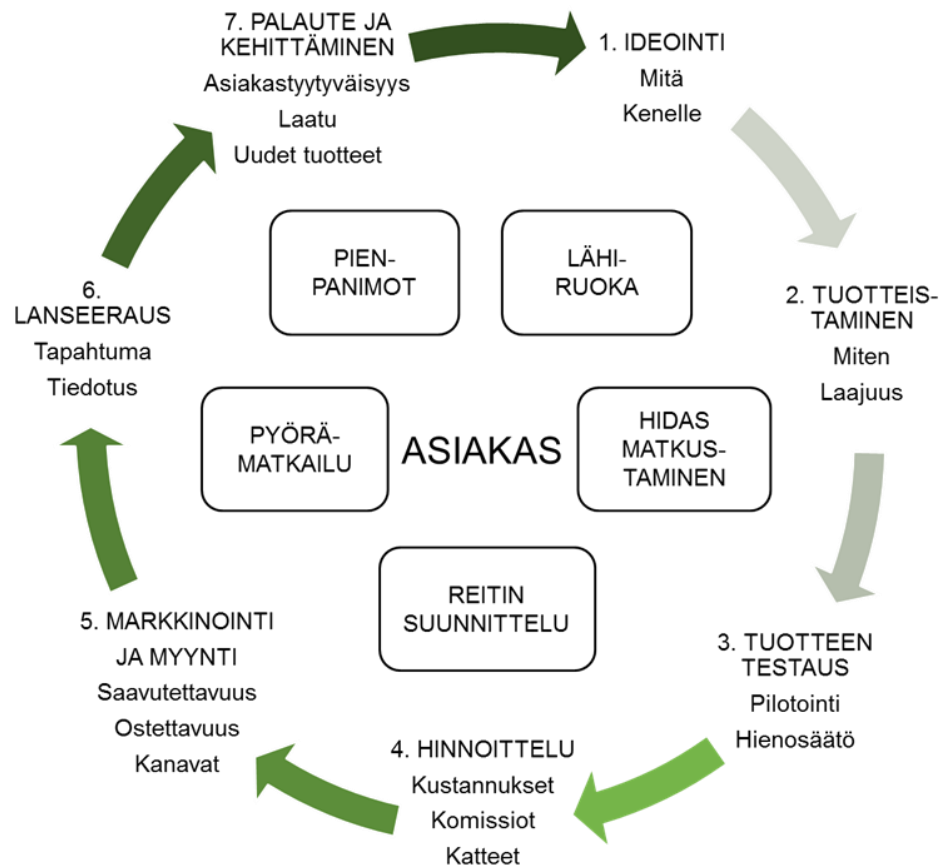 7. PALAUTE JA
KEHITTÄMINEN
Asiakastyytyväisyys
Laatu
Uudet tuotteet
1. IDEOINTI
Mitä
Kenelle
2. TUOTTEIS-
TAMINEN
Miten
Laajuus
3. TUOTTEEN
TESTAUS
Pilotointi
Hienosäätö
4. HINNOITTELU
Kustannukset
Komissiot
Katteet
5. MARKKINOINTI
JA MYYNTI
Saavutettavuus
Ostettavuus
Kanavat
6.
LANSEERAUS
Tapahtuma
Tiedotus
PIEN-
PANIMOT
LÄHI-
RUOKA
PYÖRÄ-
MATKAILU
ASIAKAS
HIDAS
MATKUS-
TAMINEN
REITIN
SUUNNITTELU